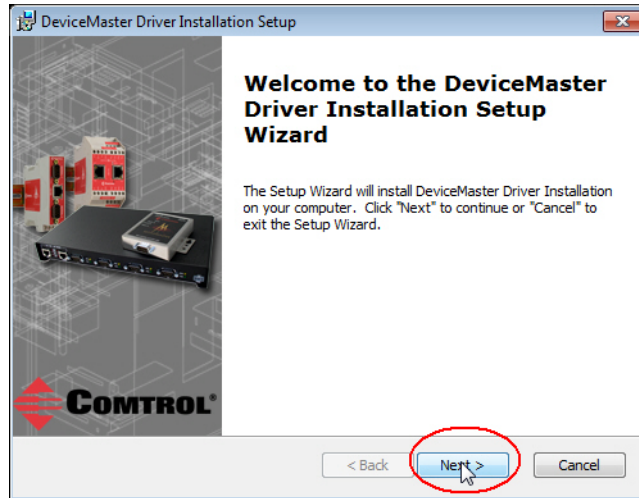 DeviceMaster Driver Installation Setup
Welcome to the DeviceMaster
Driver Installation Setup
Wizard
The Setup Wizard will install DeviceMaster Driver Installation
on your computer. Click "Next" to continue or "Cancel" to
exit the Setup Wizard.
COMTROL®
< Back
Next >
Cancel